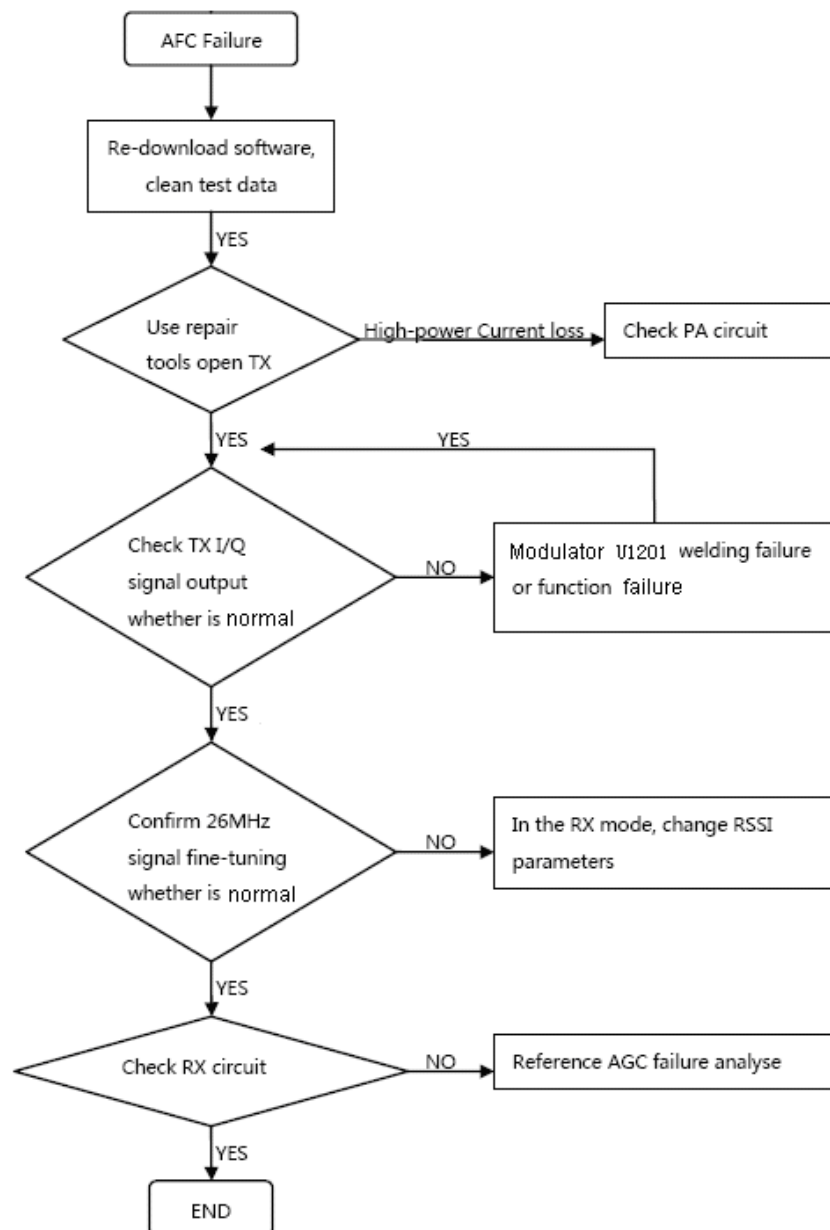 AFC Failure
Re-download software,
clean test data
YES
Use repair
tools open TX
High-power Current loss
Check PA circuit
YES
YES
Check TX I/Q
signal output
whether is normal
NO
Modulator U1201 welding failure
or function failure
YES
Confirm 26MHz
signal fine-tuning
whether is normal
NO
In the RX mode, change RSSI
parameters
YES
Check RX circuit
NO
Reference AGC failure analyse
YES
END